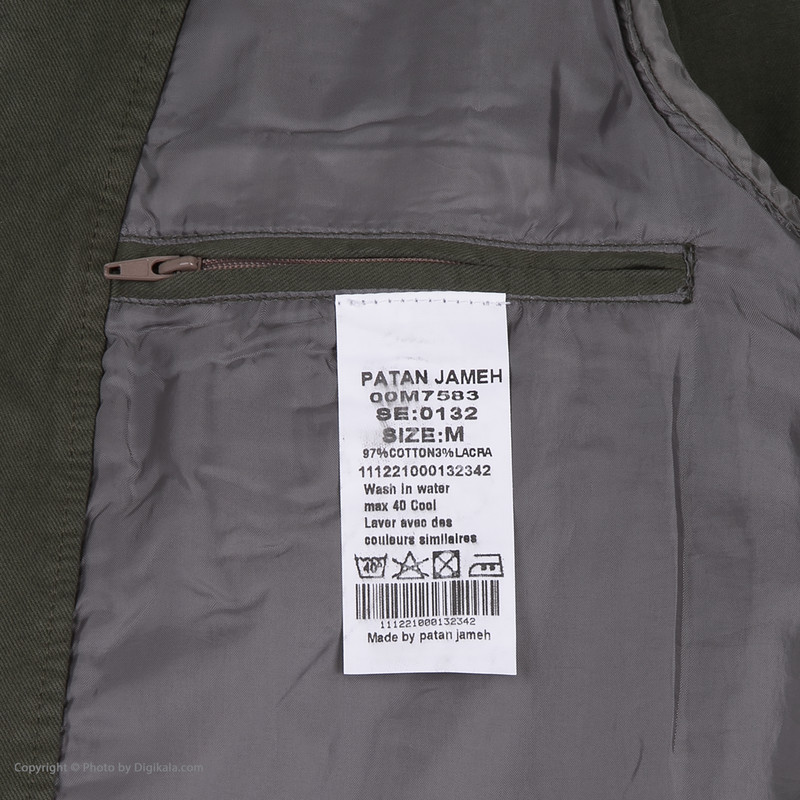 PATAN JAMEH
00M7583
SE:0132
SIZE:M
97%COTTON3%LACRA
111221000132342
Wash in water
max 40 Cool
Laver avec des
couleurs similaires
40°
111221000132342
Made by patan jameh
Copyright © Photo by Digikala.com